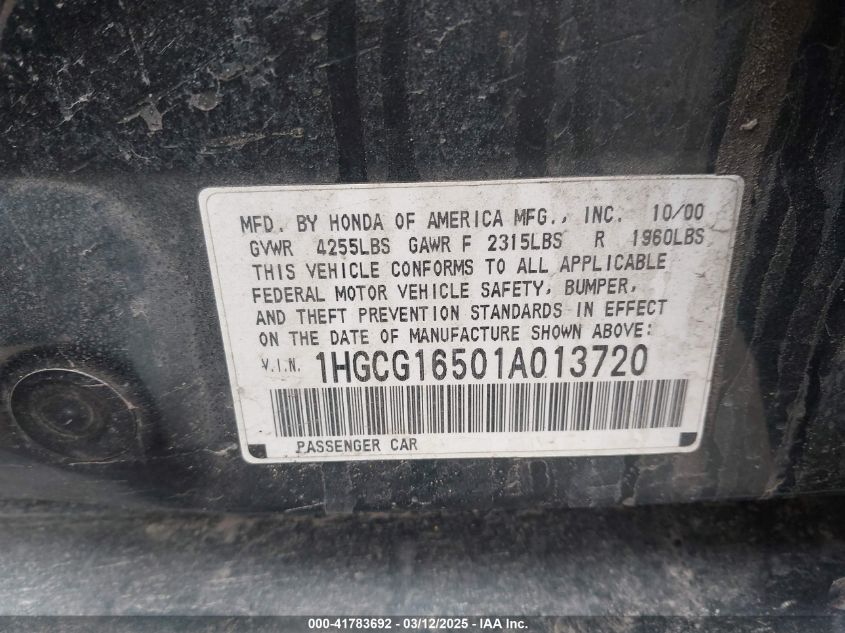 MFD. BY HONDA OF AMERICA MFG., INC. 10/00
GVWR 4255LBS GAWR F 2315LBS R 1960LBS
THIS VEHICLE CONFORMS TO ALL APPLICABLE
FEDERAL MOTOR VEHICLE SAFETY, BUMPER,
AND THEFT PREVENTION STANDARDS IN EFFECT
ON THE DATE OF MANUFACTURE SHOWN ABOVE:
V.I.N. 1HGCG16501A013720
PASSENGER CAR
000-41783692 - 03/12/2025 - IAA Inc.